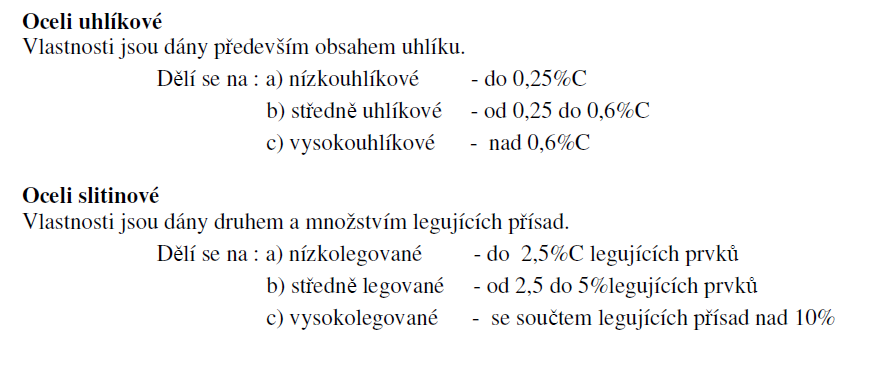 Oceli uhlíkové
Vlastnosti jsou dány především obsahem uhlíku.
Dělí se na : a) nízkouhlíkové - do 0,25%C
b) středně uhlíkové - od 0,25 do 0,6%C
c) vysokouhlíkové - nad 0,6%C
Oceli slitinové
Vlastnosti jsou dány druhem a množstvím legujících přísad.
Dělí se na : a) nízkolegované - do 2,5%C legujících prvků
b) středně legované - od 2,5 do 5%legujících prvků
c) vysokolegované - se součtem legujících přísad nad 10%